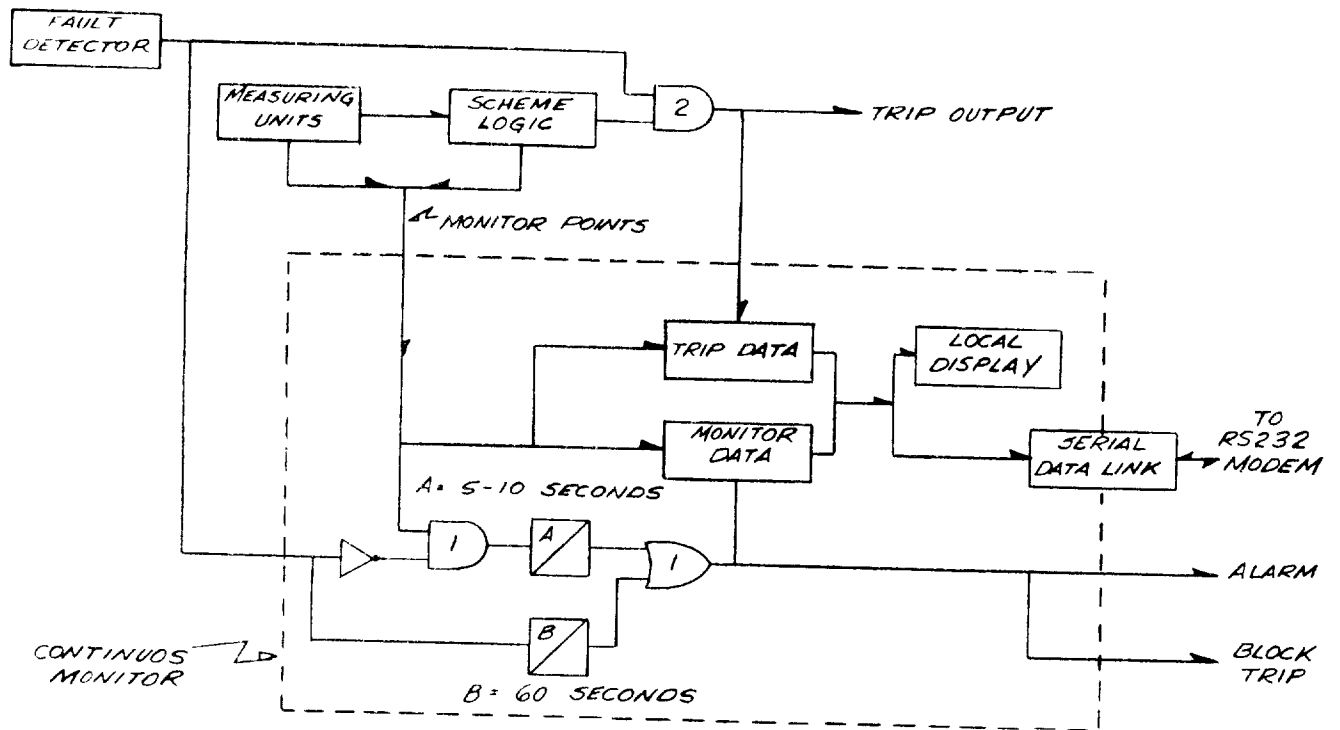 FAULT
DETECTOR
MEASURING
UNITS
SCHEME
LOGIC
2
TRIP OUTPUT
MONITOR POINTS
TRIP DATA
LOCAL
DISPLAY
MONITOR
DATA
SERIAL
DATA LINK
TO
RS232
MODEM
A= 5-10 SECONDS
1
A
1
ALARM
B
CONTINUOS
MONITOR
BLOCK
TRIP
B= 60 SECONDS